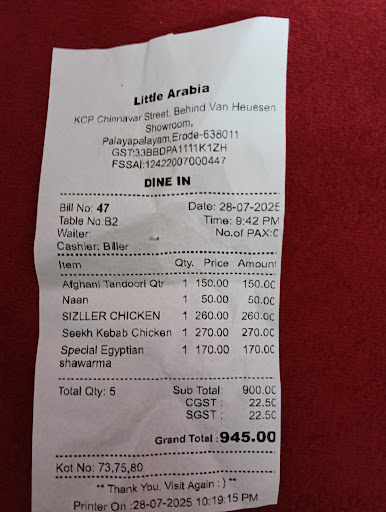 Little Arabia
KCP Chinnavar Street, Behind Van Heuesen
Showroom,
Palayapalayam,Erode-638011
GST:33BBDPA1111K1ZH
FSSAI:12422007000447
DINE IN
Bill No: 47 Date: 28-07-2025
Table No:B2 Time: 9:42 PM
Waiter: No.of PAX:0
Cashier: Biller
Item Qty. Price Amount
Afghani Tandoori Qtr 1 150.00 150.00
Naan 1 50.00 50.00
SIZLLER CHICKEN 1 260.00 260.00
Seekh Kebab Chicken 1 270.00 270.00
Special Egyptian 1 170.00 170.00
shawarma
Total Qty: 5 Sub Total: 900.00
CGST : 22.50
SGST : 22.50
Grand Total :945.00
Kot No: 73,75,80
** Thank You, Visit Again : ) **
Printer On :28-07-2025 10:19:15 PM